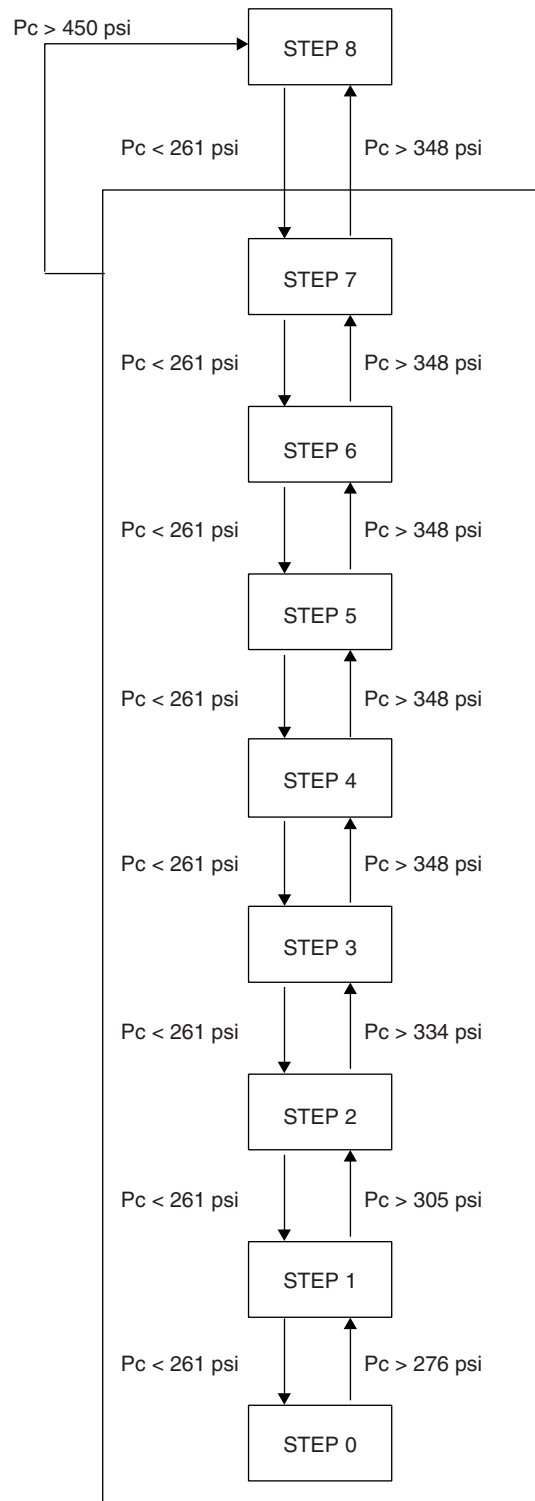 Pc > 450 psi
STEP 8
Pc < 261 psi
Pc > 348 psi
STEP 7
Pc < 261 psi
Pc > 348 psi
STEP 6
Pc < 261 psi
Pc > 348 psi
STEP 5
Pc < 261 psi
Pc > 348 psi
STEP 4
Pc < 261 psi
Pc > 348 psi
STEP 3
Pc < 261 psi
Pc > 334 psi
STEP 2
Pc < 261 psi
Pc > 305 psi
STEP 1
Pc < 261 psi
Pc > 276 psi
STEP 0